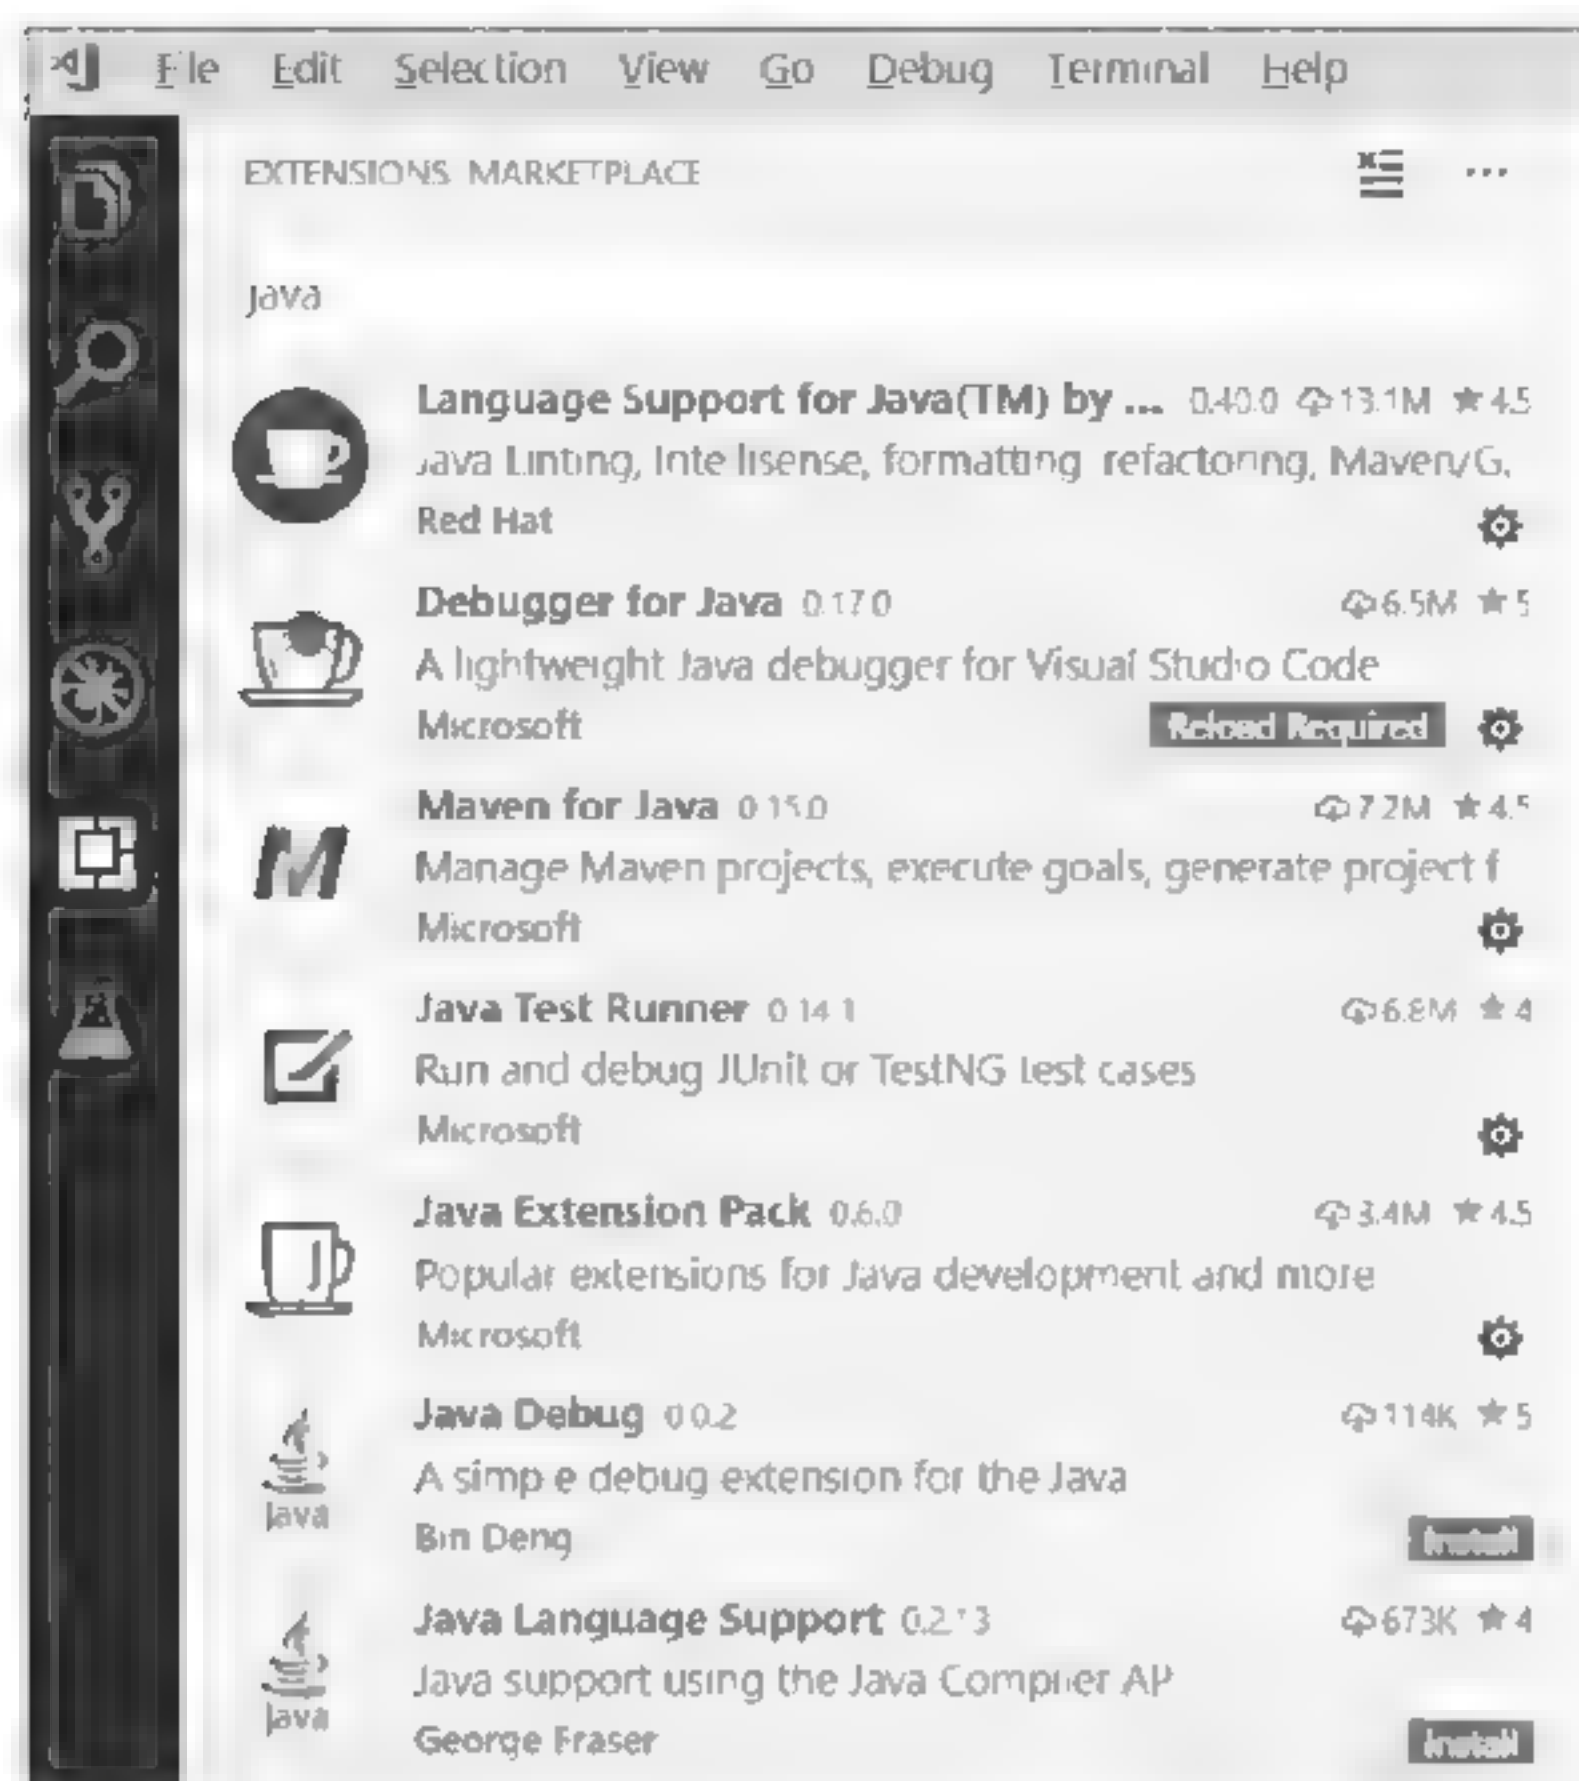 File Edit Selection View Go Debug Terminal Help
EXTENSIONS: MARKETPLACE
java
Language Support for Java(TM) by ... 0.40.0 13.1M 4.5
Java Linting, Intellisense, formatting, refactoring, Maven/G.
Red Hat
Debugger for Java 0.17.0 6.5M 5
A lightweight Java debugger for Visual Studio Code
Microsoft Reload Required
Maven for Java 0.15.0 7.2M 4.5
Manage Maven projects, execute goals, generate project f
Microsoft
Java Test Runner 0.14.1 6.8M 4
Run and debug JUnit or TestNG test cases
Microsoft
Java Extension Pack 0.6.0 3.4M 4.5
Popular extensions for Java development and more
Microsoft
Java Debug 0.0.2 114K 5
A simple debug extension for the Java
Java
Bin Deng Install
Java Language Support 0.2.13 673K 4
Java support using the Java Compiler API
Java
George Fraser Install